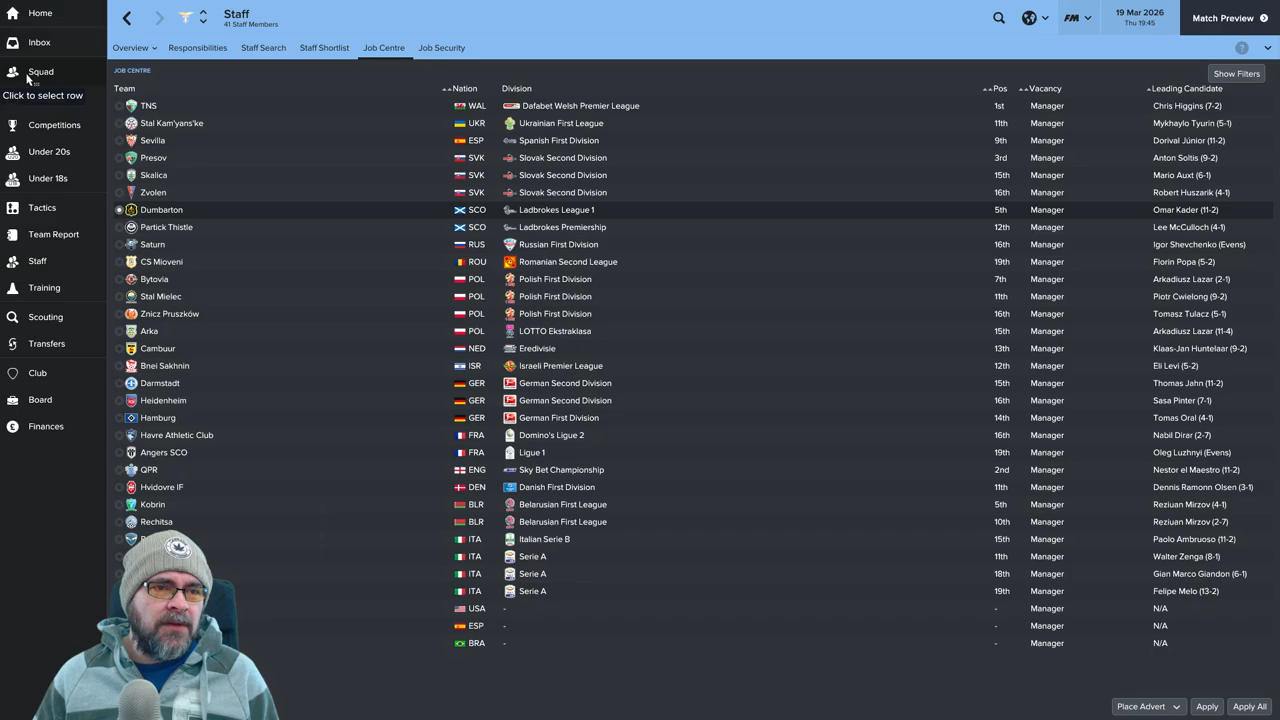 Home
Staff
41 Staff Members
FM
19 Mar 2026
Thu 19:45
Match Preview
Inbox
Overview
Responsibilities
Staff Search
Staff Shortlist
Job Centre
Job Security
Squad
JOB CENTRE
Show Filters
Click to select row
Team Nation Division Pos Vacancy Leading Candidate
TNS WAL Dafabet Welsh Premier League 1st Manager Chris Higgins (7-2)
Stal Kam'yans'ke UKR Ukrainian First League 11th Manager Mykhaylo Tyurin (5-1)
Competitions
Sevilla ESP Spanish First Division 9th Manager Dorival Júnior (11-2)
Under 20s
Presov SVK Slovak Second Division 3rd Manager Anton Soltis (9-2)
Skalica SVK Slovak Second Division 15th Manager Mario Auxt (6-1)
Under 18s
Zvolen SVK Slovak Second Division 16th Manager Robert Huszarik (4-1)
Tactics
Dumbarton SCO Ladbrokes League 1 5th Manager Omar Kader (11-2)
Partick Thistle SCO Ladbrokes Premiership 12th Manager Lee McCulloch (4-1)
Team Report
Saturn RUS Russian First Division 16th Manager Igor Shevchenko (Evens)
Staff
CS Mioveni ROU Romanian Second League 19th Manager Florin Popa (5-2)
Bytovia POL Polish First Division 7th Manager Arkadiusz Lazar (2-1)
Training
Stal Mielec POL Polish First Division 11th Manager Piotr Cwielong (9-2)
Znicz Pruszków POL Polish First Division 16th Manager Tomasz Tulacz (5-1)
Scouting
Arka POL LOTTO Ekstraklasa 15th Manager Arkadiusz Lazar (11-4)
Transfers
Cambuur NED Eredivisie 13th Manager Klaas-Jan Huntelaar (9-2)
Bnei Sakhnin ISR Israeli Premier League 12th Manager Eli Levi (5-2)
Club
Darmstadt GER German Second Division 15th Manager Thomas Jahn (11-2)
Board
Heidenheim GER German Second Division 16th Manager Sasa Pinter (7-1)
Hamburg GER German First Division 14th Manager Tomas Oral (4-1)
Finances
Havre Athletic Club FRA Domino's Ligue 2 16th Manager Nabil Dirar (2-7)
Angers SCO FRA Ligue 1 19th Manager Oleg Luzhnyi (Evens)
QPR ENG Sky Bet Championship 2nd Manager Nestor el Maestro (11-2)
Hvidovre IF DEN Danish First Division 11th Manager Dennis Ramonn Olsen (3-1)
Kobrin BLR Belarusian First League 5th Manager Reziuan Mirzov (4-1)
Rechitsa BLR Belarusian First League 10th Manager Reziuan Mirzov (2-7)
ITA Italian Serie B 15th Manager Paolo Ambruoso (11-2)
ITA Serie A 11th Manager Walter Zenga (8-1)
ITA Serie A 18th Manager Gian Marco Giandon (6-1)
ITA Serie A 19th Manager Felipe Melo (13-2)
USA - - Manager N/A
ESP - - Manager N/A
BRA - - Manager N/A
Place Advert
Apply
Apply All